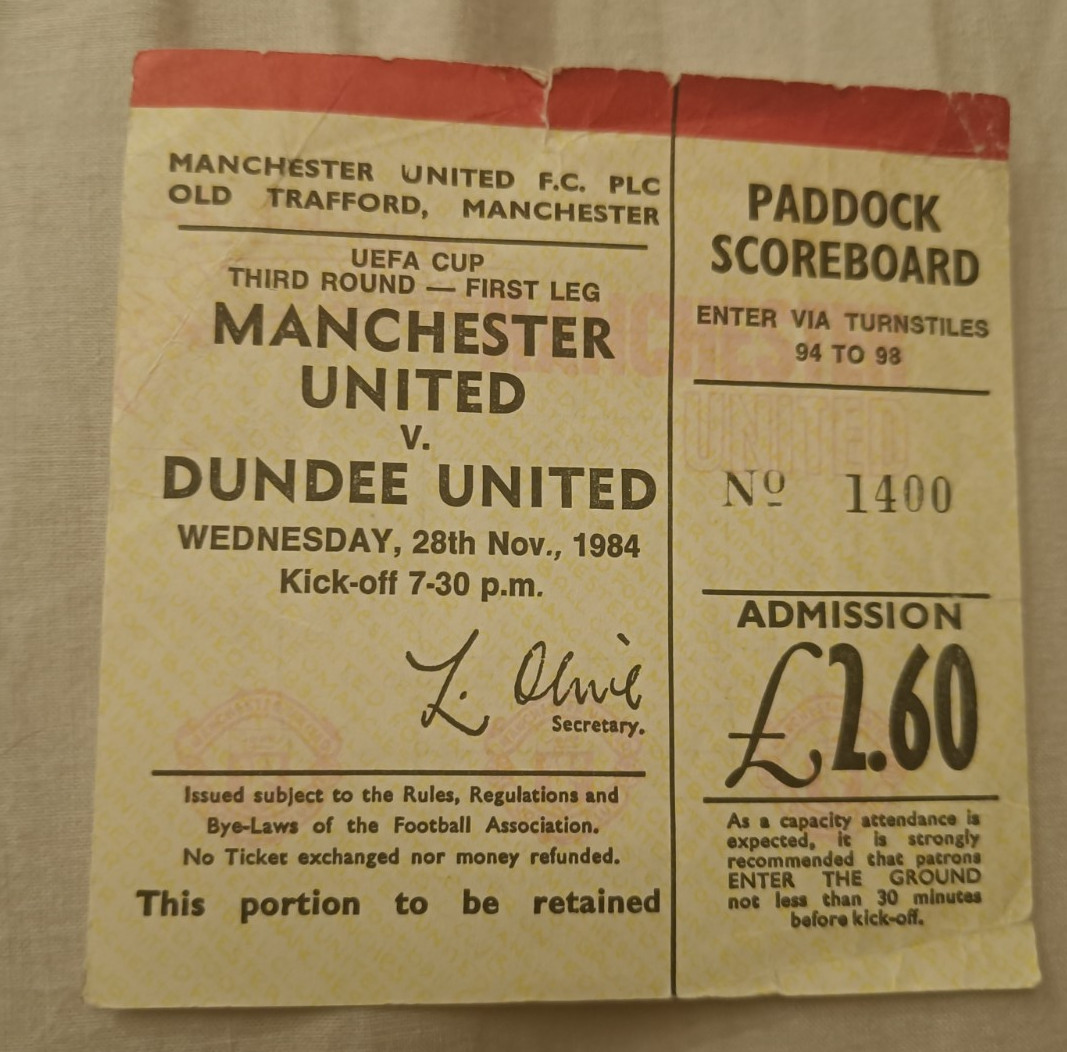 MANCHESTER UNITED F.C. PLC
OLD TRAFFORD, MANCHESTER
UEFA CUP
THIRD ROUND — FIRST LEG
MANCHESTER
UNITED
V.
DUNDEE UNITED
WEDNESDAY, 28th Nov., 1984
Kick-off 7-30 p.m.
L. Olive
Secretary.
Issued subject to the Rules, Regulations and
Bye-Laws of the Football Association.
No Ticket exchanged nor money refunded.
This portion to be retained
PADDOCK
SCOREBOARD
ENTER VIA TURNSTILES
94 TO 98
MANCHESTER
UNITED
Nº 1400
ADMISSION
£2.60
As a capacity attendance is
expected, it is strongly
recommended that patrons
ENTER THE GROUND
not less than 30 minutes
before kick-off.